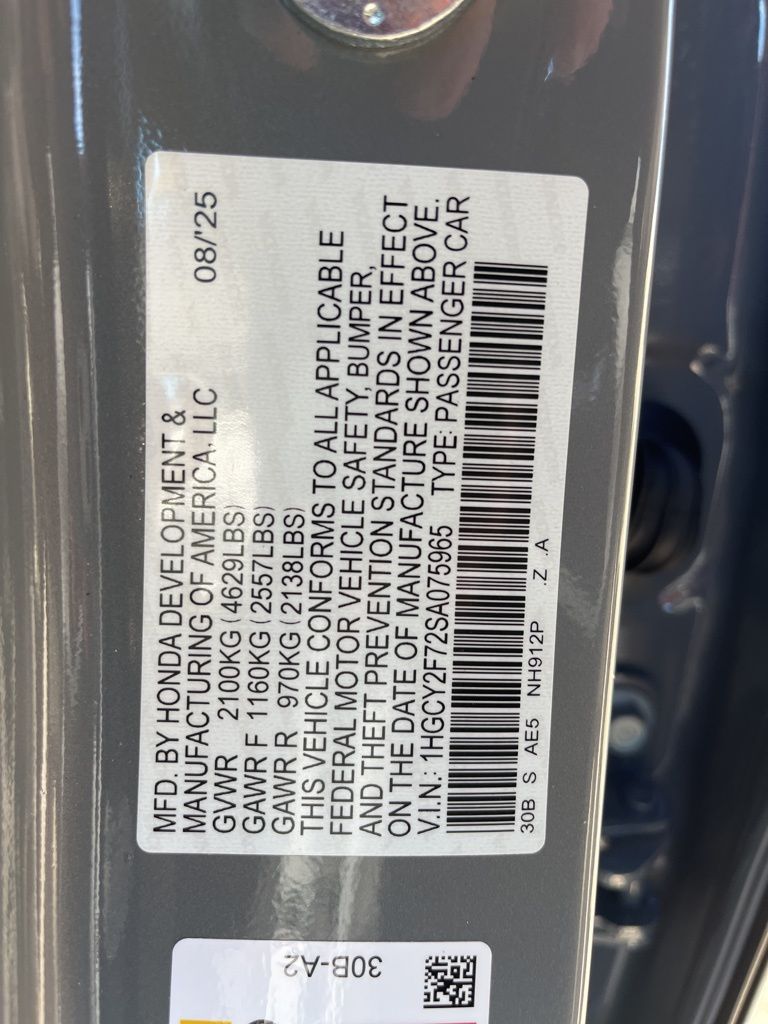 MFD. BY HONDA DEVELOPMENT &
MANUFACTURING OF AMERICA, LLC 08/'25
GVWR 2100KG (4629LBS)
GAWR F 1160KG (2557LBS)
GAWR R 970KG (2138LBS)
THIS VEHICLE CONFORMS TO ALL APPLICABLE
FEDERAL MOTOR VEHICLE SAFETY, BUMPER,
AND THEFT PREVENTION STANDARDS IN EFFECT
ON THE DATE OF MANUFACTURE SHOWN ABOVE.
V.I.N.: 1HGCY2F72SA075965 TYPE: PASSENGER CAR
30B S AE5 NH912P .Z .A
30B-A2